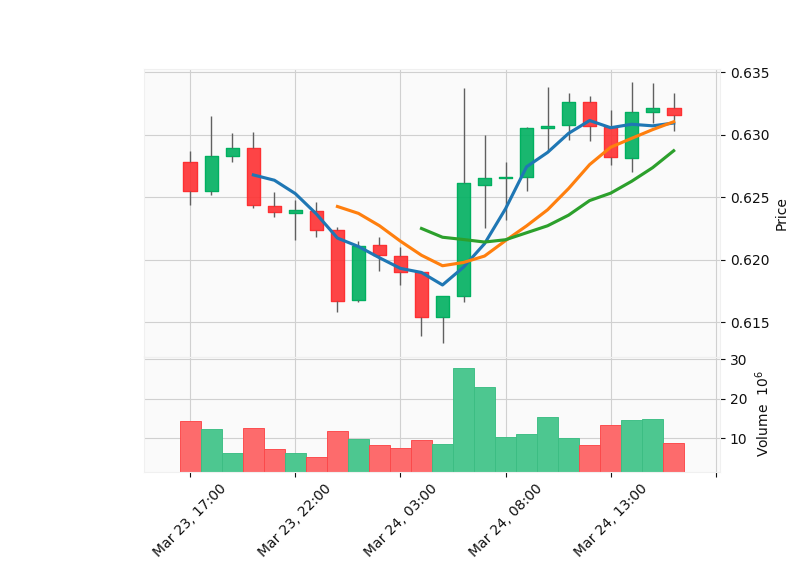 0.635
0.630
0.625
0.620
0.615
Price
30
20
10
Volume 10^6
Mar 23, 17:00
Mar 23, 22:00
Mar 24, 03:00
Mar 24, 08:00
Mar 24, 13:00